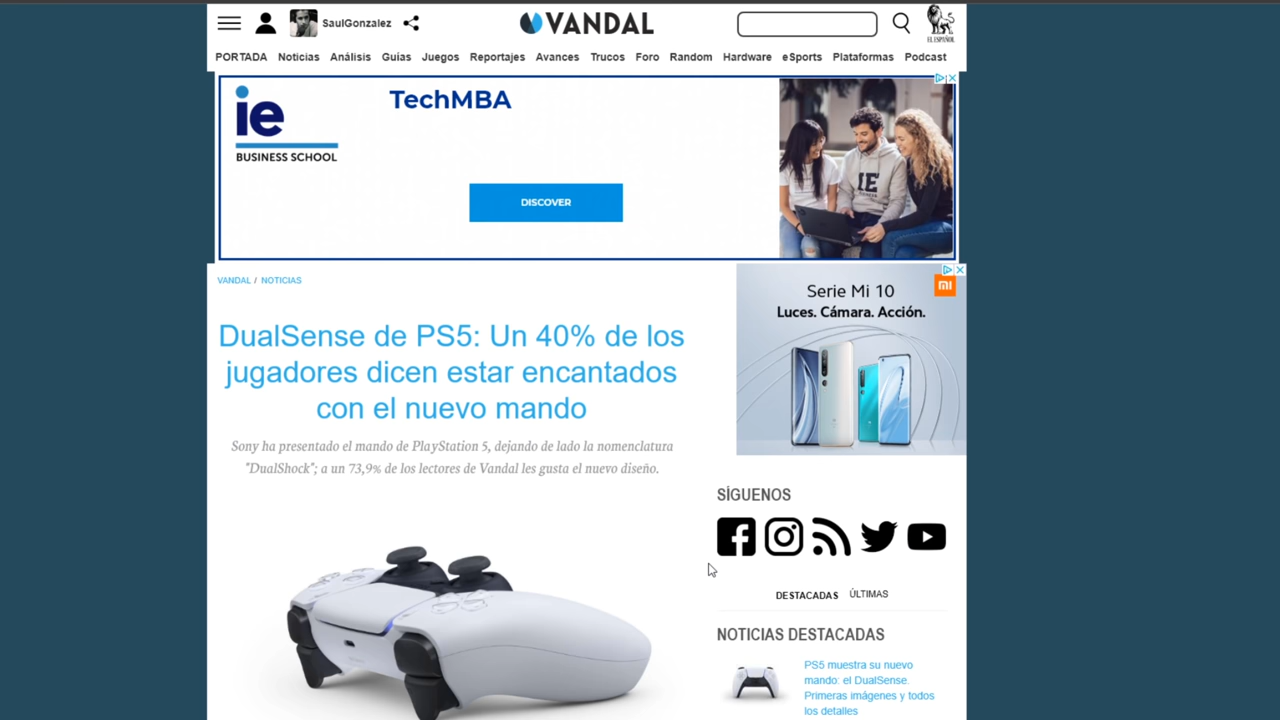 SaulGonzalez
VANDAL
EL ESPAÑOL
PORTADA Noticias Análisis Guías Juegos Reportajes Avances Trucos Foro Random Hardware eSports Plataformas Podcast
ie
BUSINESS SCHOOL
TechMBA
DISCOVER
IE
VANDAL / NOTICIAS
DualSense de PS5: Un 40% de los
jugadores dicen estar encantados
con el nuevo mando
Sony ha presentado el mando de PlayStation 5, dejando de lado la nomenclatura
"DualShock"; a un 73,9% de los lectores de Vandal les gusta el nuevo diseño.
Serie Mi 10
Luces. Cámara. Acción.
mi
SÍGUENOS
DESTACADAS ÚLTIMAS
NOTICIAS DESTACADAS
PS5 muestra su nuevo
mando: el DualSense.
Primeras imágenes y todos
los detalles